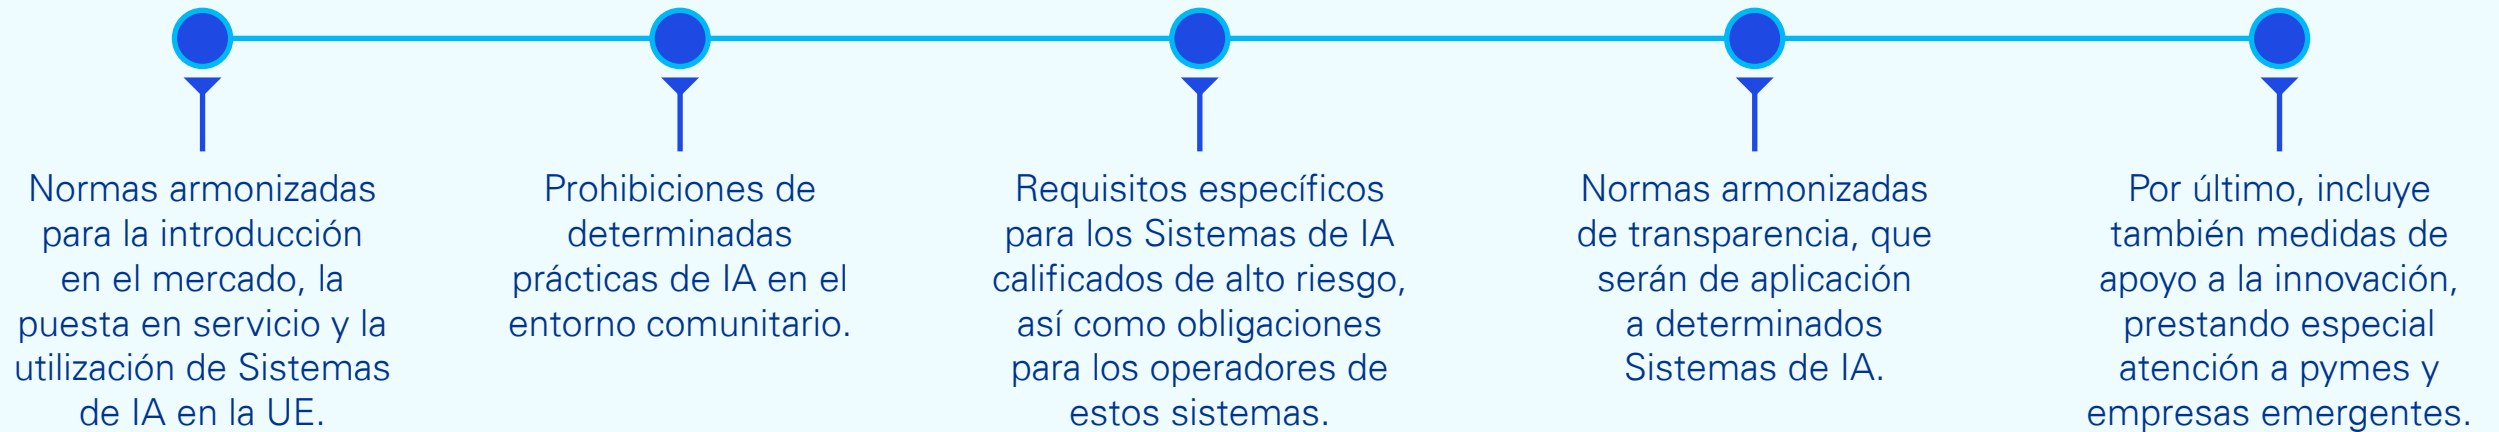 Normas armonizadas
para la introducción
en el mercado, la
puesta en servicio y la
utilización de Sistemas
de IA en la UE.
Prohibiciones de
determinadas
prácticas de IA en el
entorno comunitario.
Requisitos específicos
para los Sistemas de IA
calificados de alto riesgo,
así como obligaciones
para los operadores de
estos sistemas.
Normas armonizadas
de transparencia, que
serán de aplicación
a determinados
Sistemas de IA.
Por último, incluye
también medidas de
apoyo a la innovación,
prestando especial
atención a pymes y
empresas emergentes.